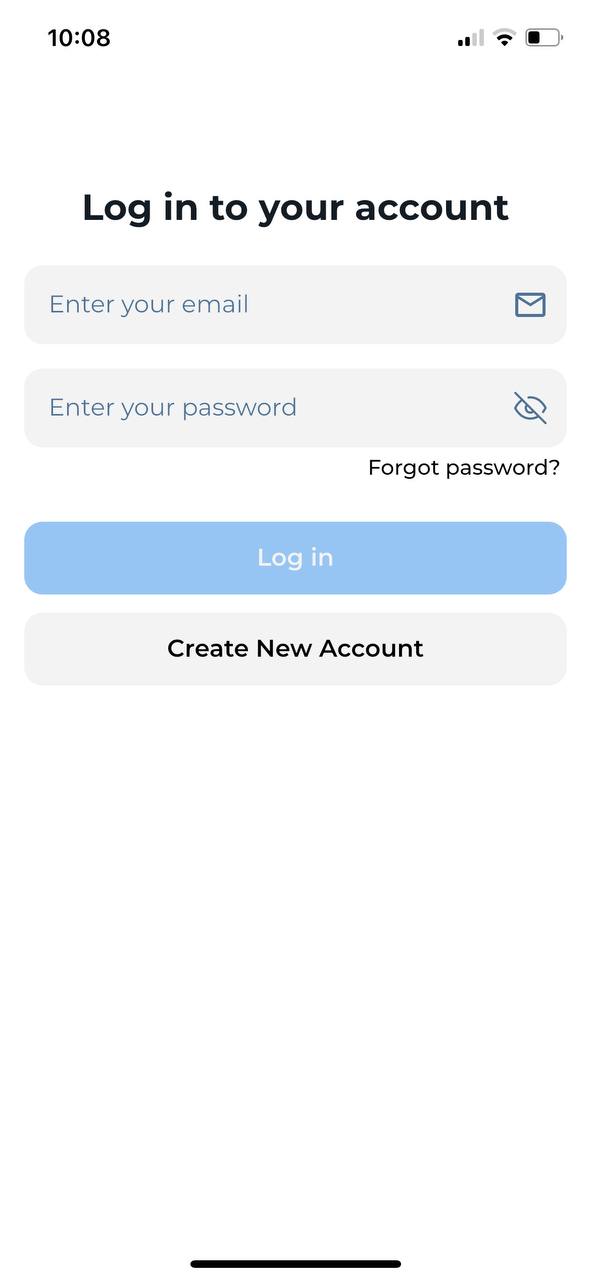 10:08
Log in to your account
Enter your email
Enter your password
Forgot password?
Log in
Create New Account